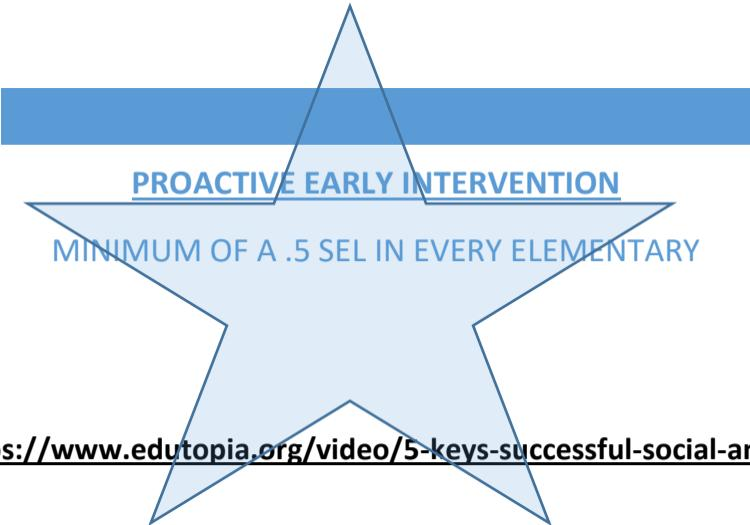 PROACTIVE EARLY INTERVENTION
MINIMUM OF A .5 SEL IN EVERY ELEMENTARY
s://www.edutopia.org/video/5-keys-successful-social-a